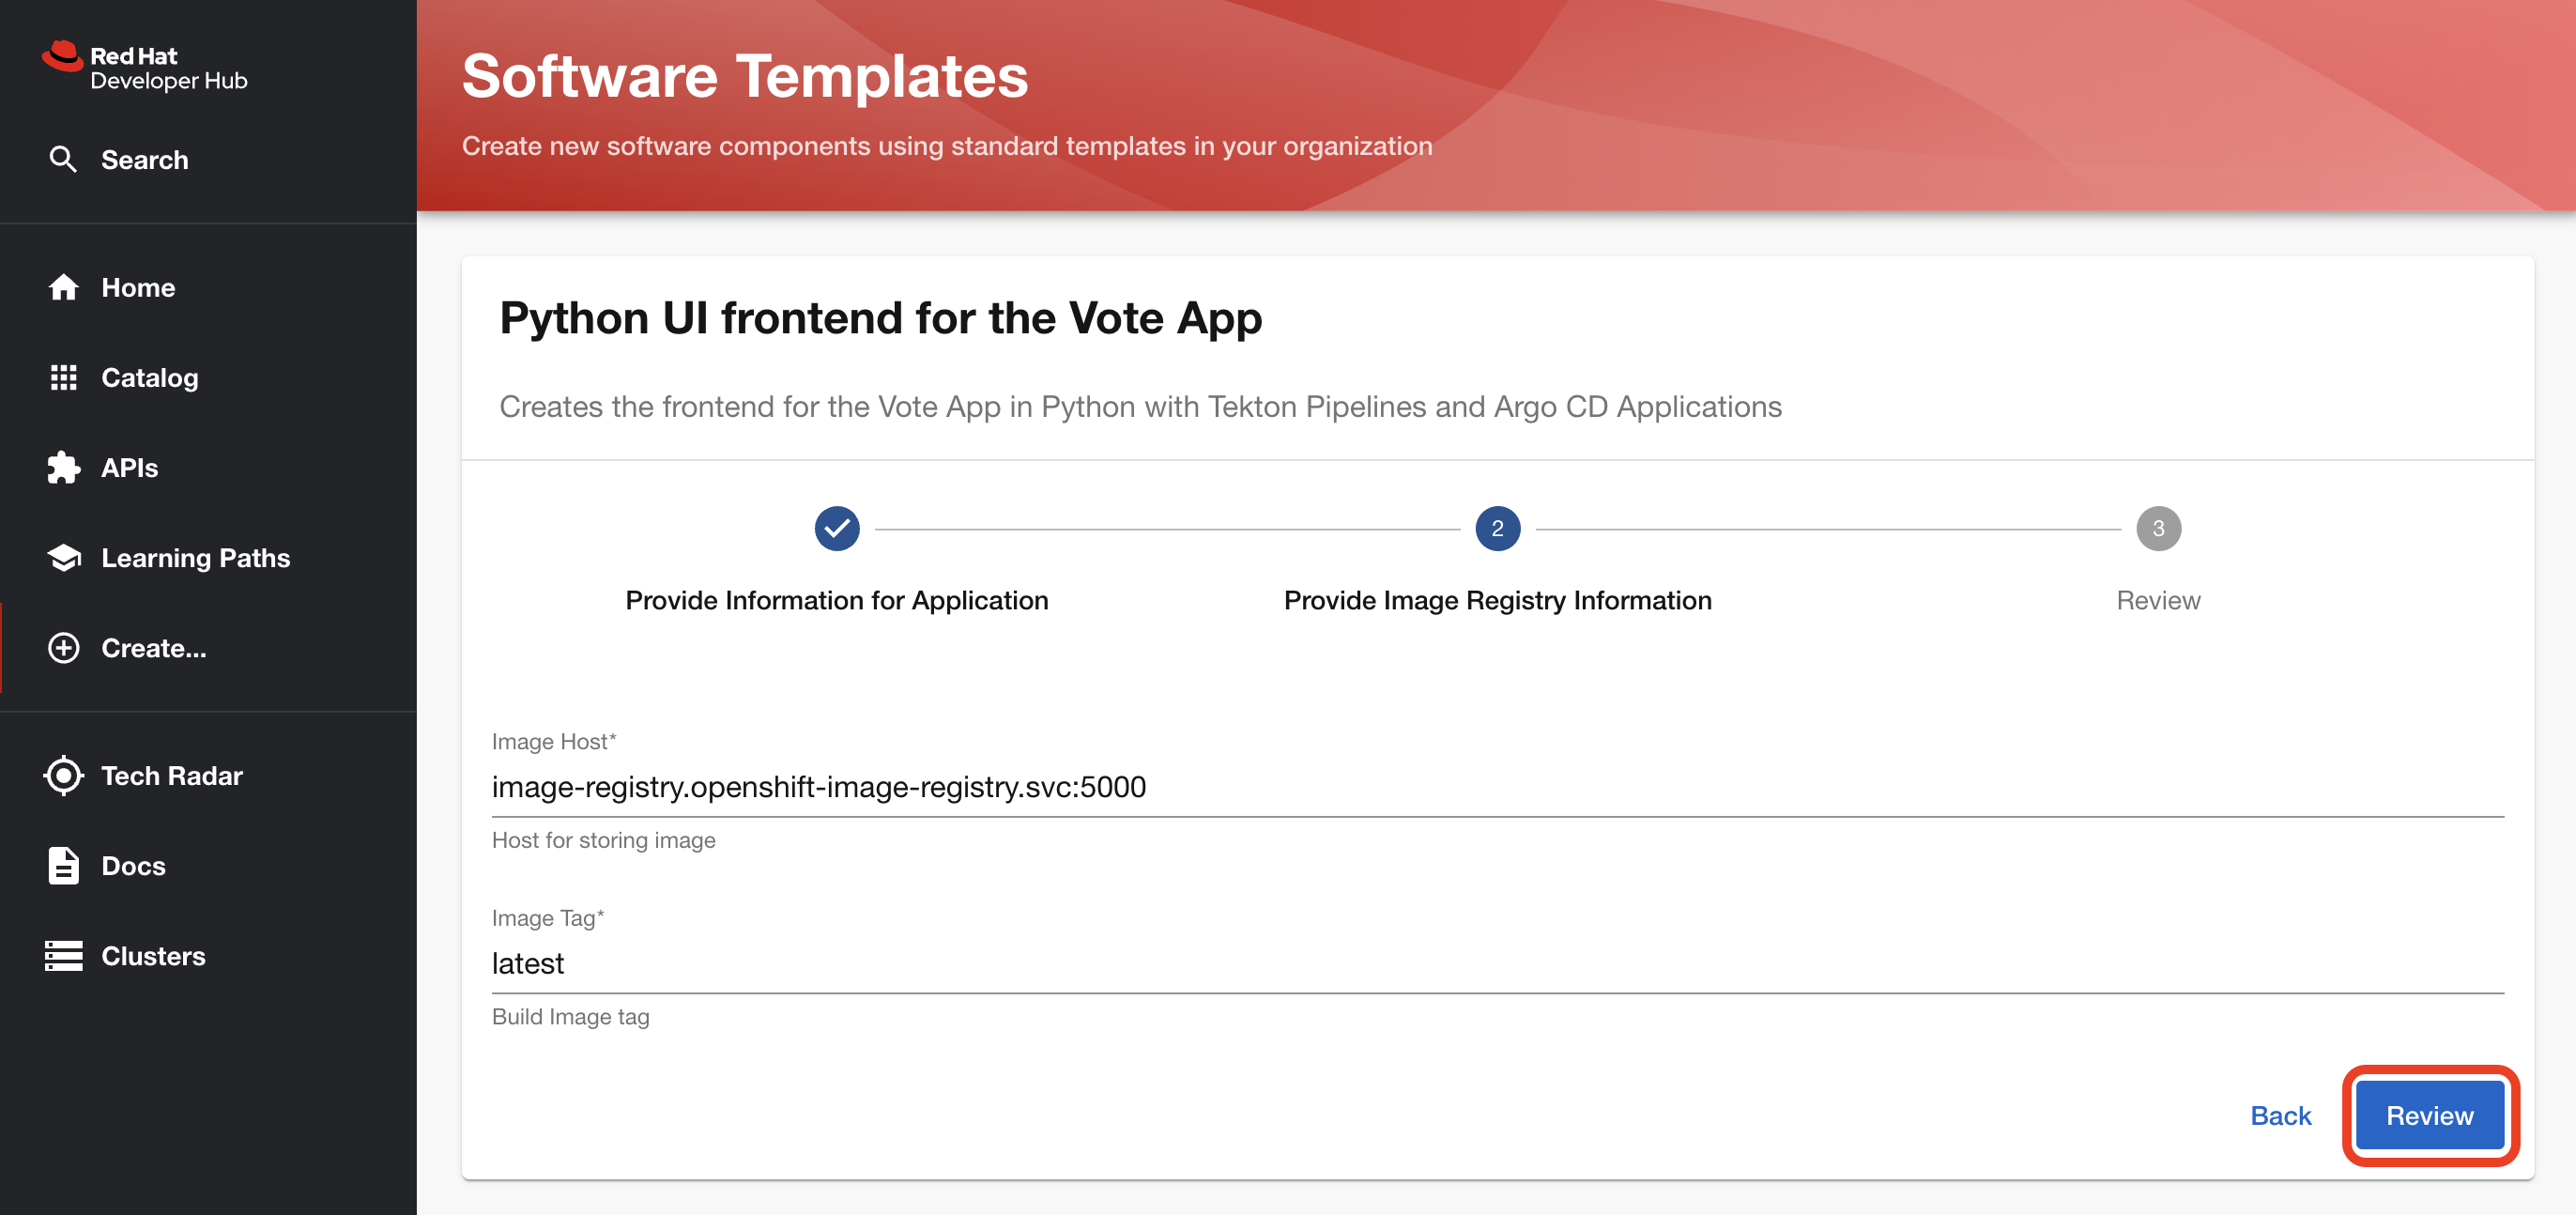 Red Hat
Developer Hub
Search
Home
Catalog
APIs
Learning Paths
Create...
Tech Radar
Docs
Clusters
Software Templates
Create new software components using standard templates in your organization
Python UI frontend for the Vote App
Creates the frontend for the Vote App in Python with Tekton Pipelines and Argo CD Applications
2
3
Provide Information for Application
Provide Image Registry Information
Review
Image Host*
image-registry.openshift-image-registry.svc:5000
Host for storing image
Image Tag*
latest
Build Image tag
Back
Review